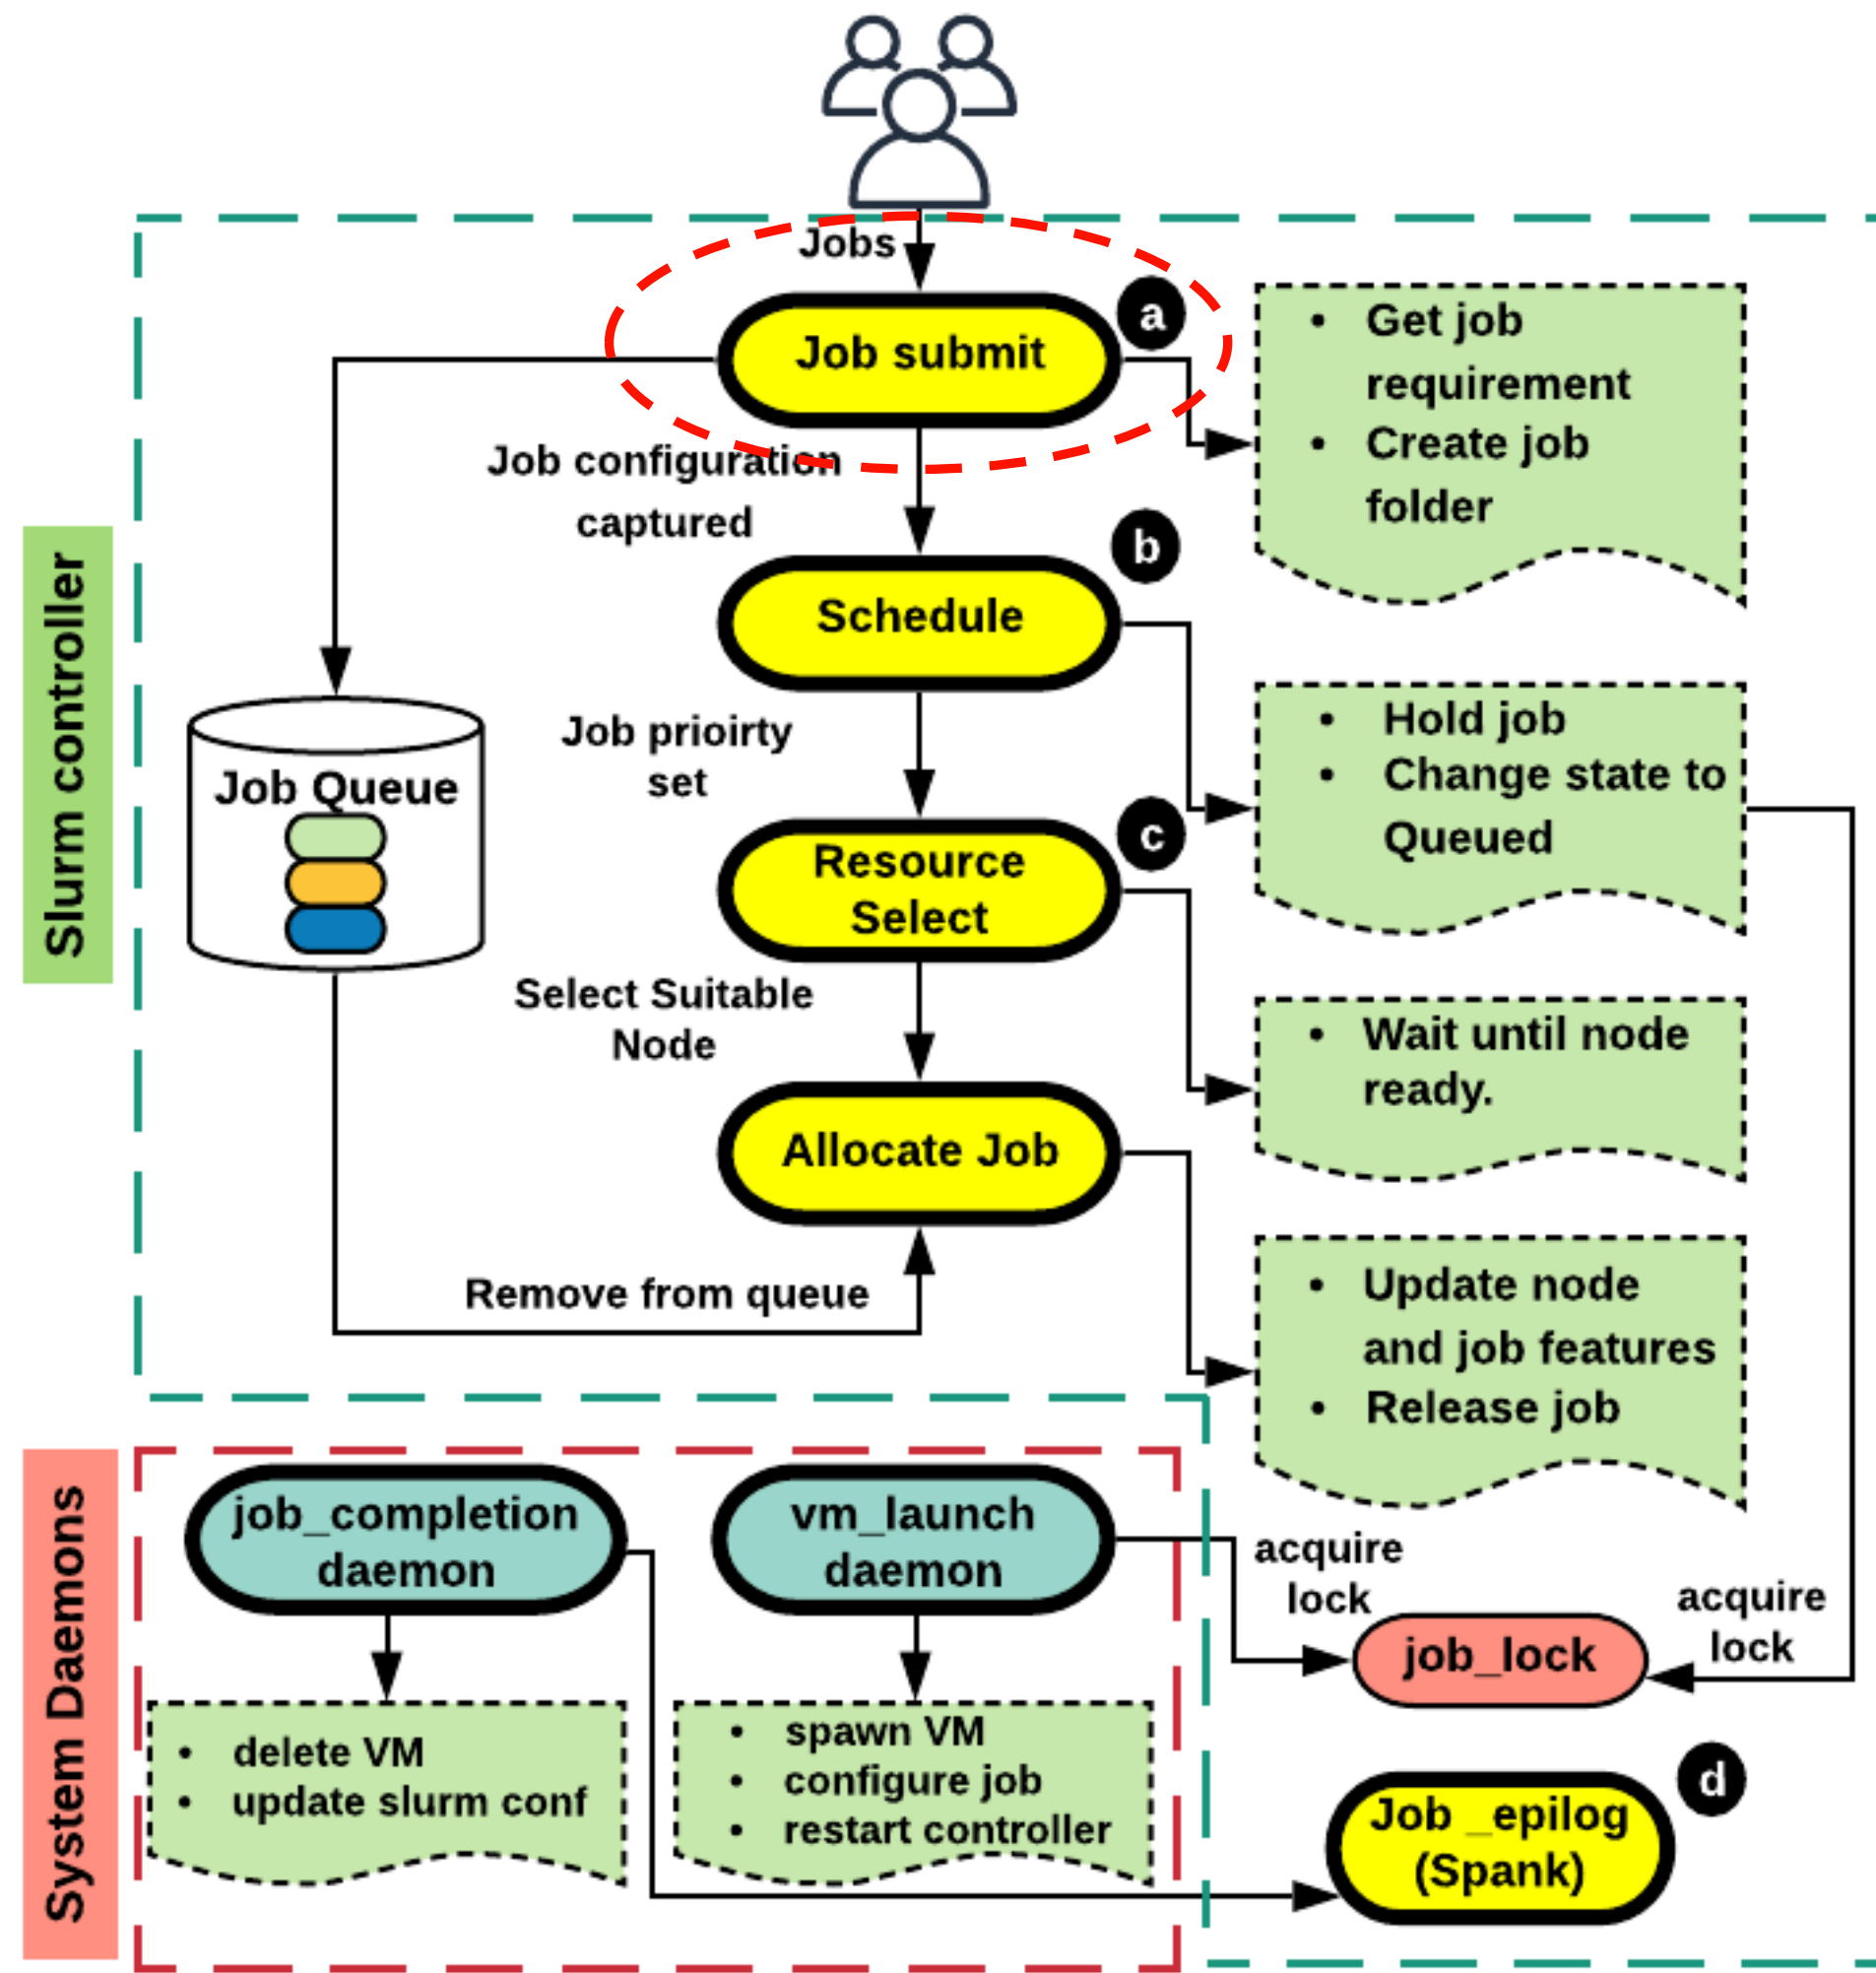 Jobs
Job submit
a
Get job
requirement
Create job
folder
Job configuration
captured
b
Schedule
Hold job
Change state to
Queued
Job prioirty
set
Job Queue
c
Resource
Select
Wait until node
ready.
Select Suitable
Node
Allocate Job
Update node
and job features
Release job
Remove from queue
Slurm controller
System Daemons
job_completion
daemon
vm_launch
daemon
acquire
lock
acquire
lock
job_lock
delete VM
update slurm conf
spawn VM
configure job
restart controller
d
Job _epilog
(Spank)